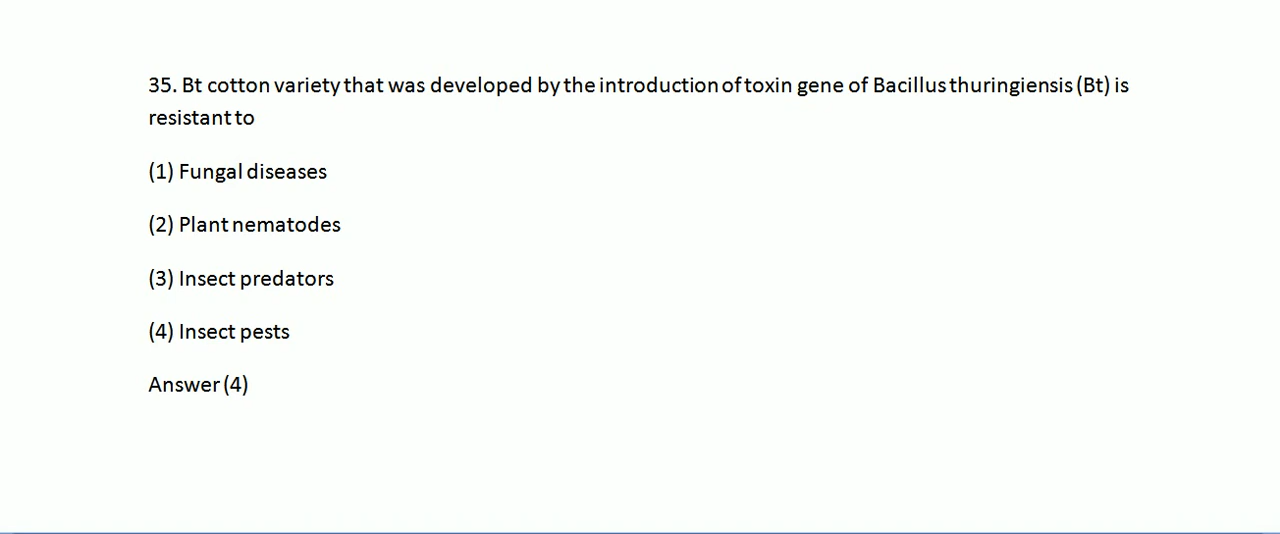 35. Bt cotton variety that was developed by the introduction of toxin gene of Bacillus thuringiensis (Bt) is
resistant to
(1) Fungal diseases
(2) Plant nematodes
(3) Insect predators
(4) Insect pests
Answer (4)